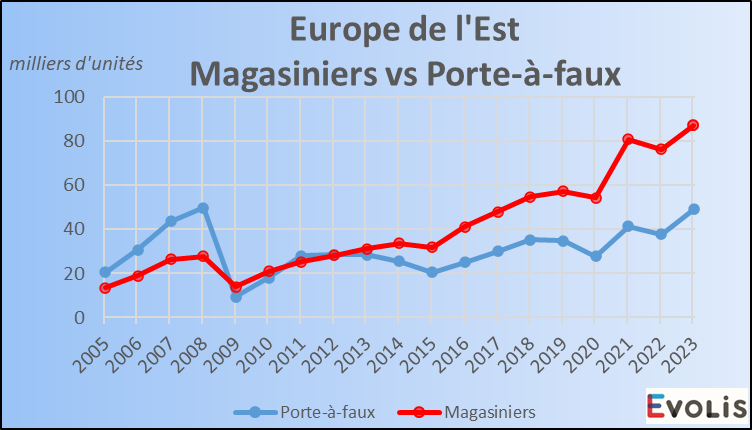 Europe de l'Est
Magasiniers vs Porte-à-faux
milliers d'unités
100
80
60
40
20
0
2005 2006 2007 2008 2009 2010 2011 2012 2013 2014 2015 2016 2017 2018 2019 2020 2021 2022 2023
Porte-à-faux Magasiniers
EVOLIS